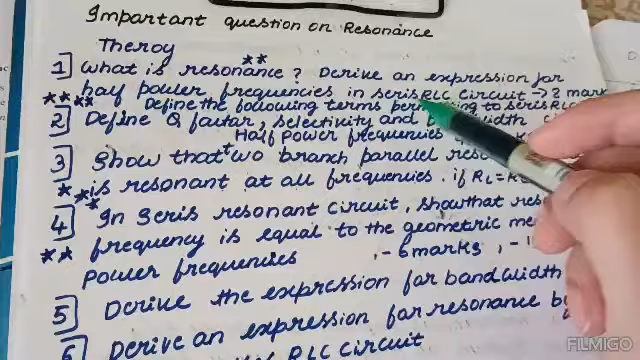 Impartant question on Resonance
Theroy
**
1] What is resonance ? Derive an expression for
half power frequencies in seris RLC circuit → 8 mark
**** Define the following terms to seris RLC
2] Define Q factar, selectivity and
Half power frequencies
3] Show that two branch parallel
* is resonant at all frequencies. if RL =
**
4] In Seris resonant circuit, showthat
** frequency is equal to the geometric
power frequencies , - 6 marks , -
5] Derive the expression for bandwidth
6] Derive an expression for resonance
RLC circuit
FILMIGO